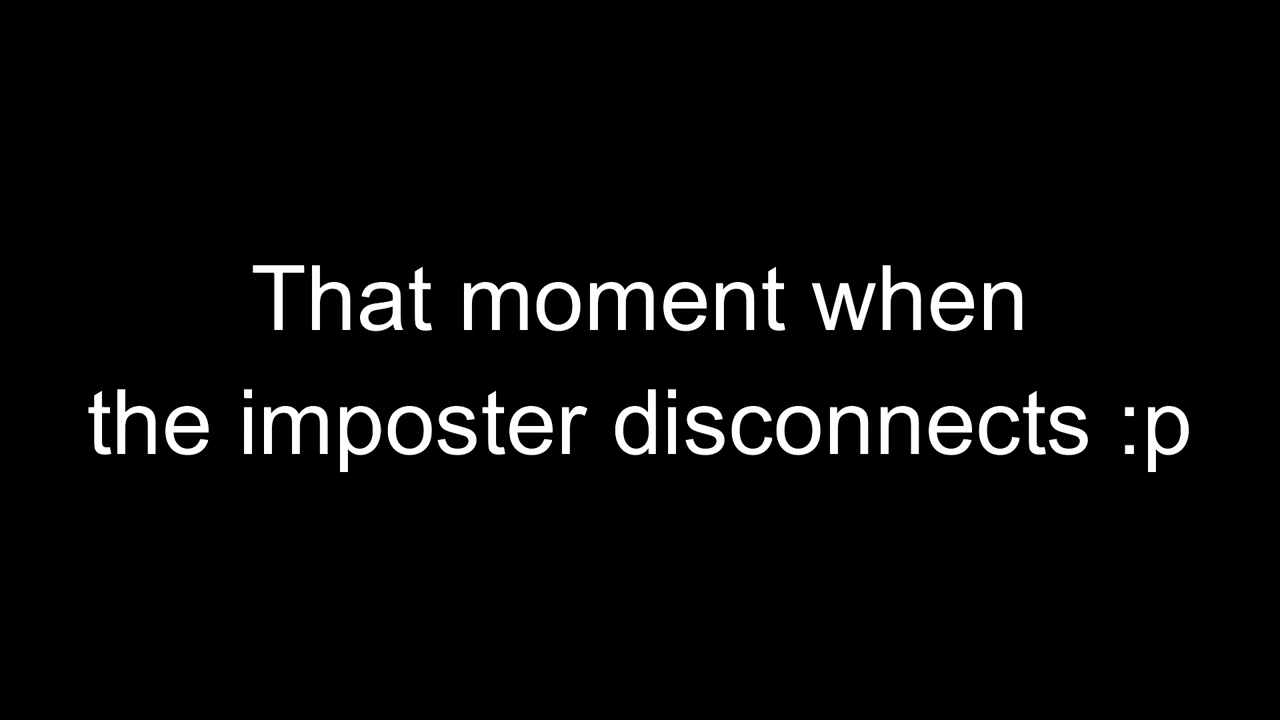 That moment when
the imposter disconnects :p